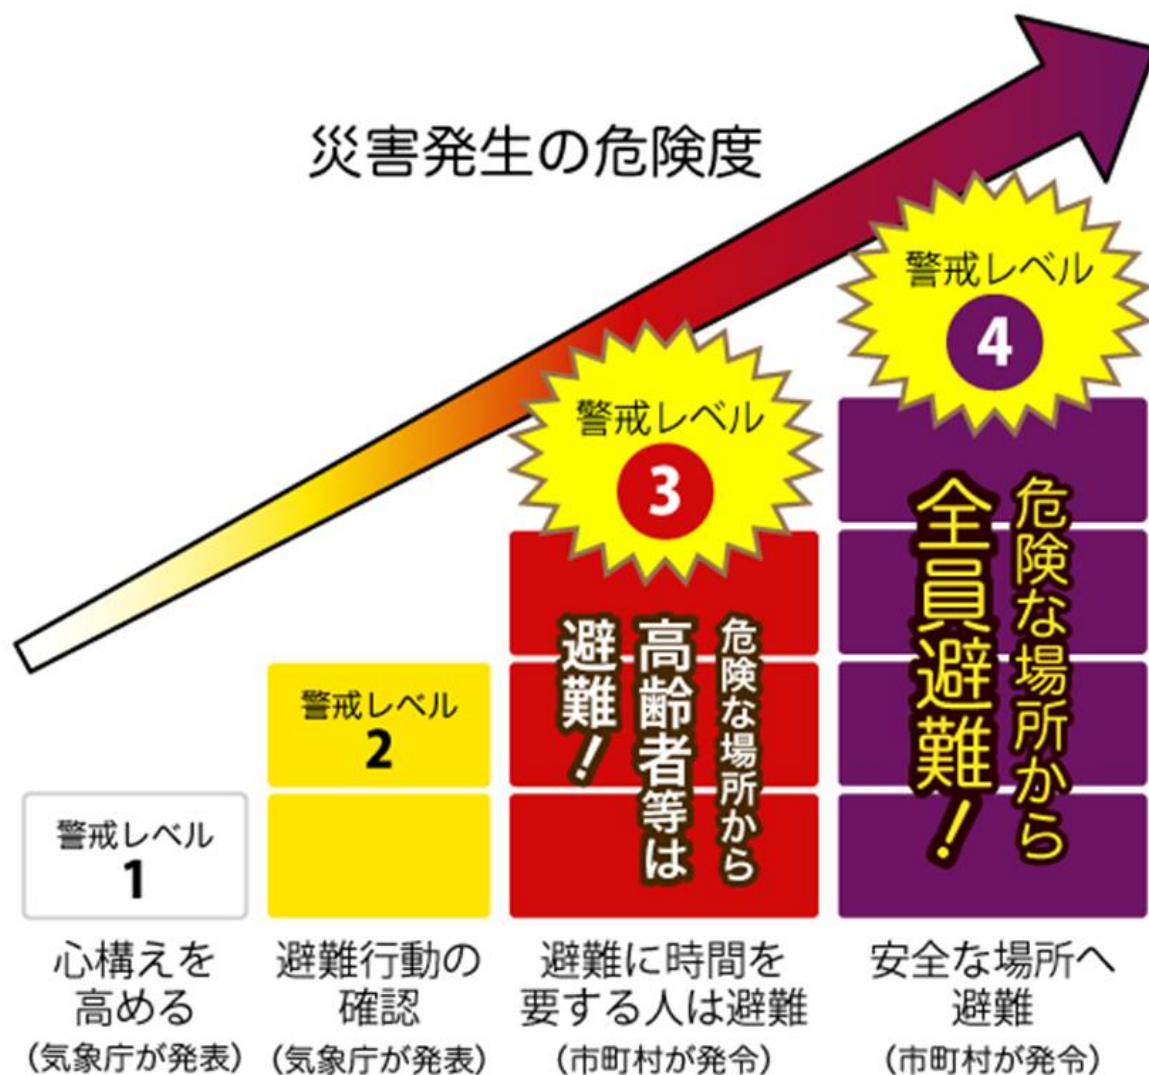 災害発生の危険度
警戒レベル
1
心構えを
高める
(気象庁が発表)
警戒レベル
2
避難行動の
確認
(気象庁が発表)
警戒レベル
3
危険な場所から
高齢者等は
避難!
避難に時間を
要する人は避難
(市町村が発令)
警戒レベル
4
危険な場所から
全員避難!
安全な場所へ
避難
(市町村が発令)